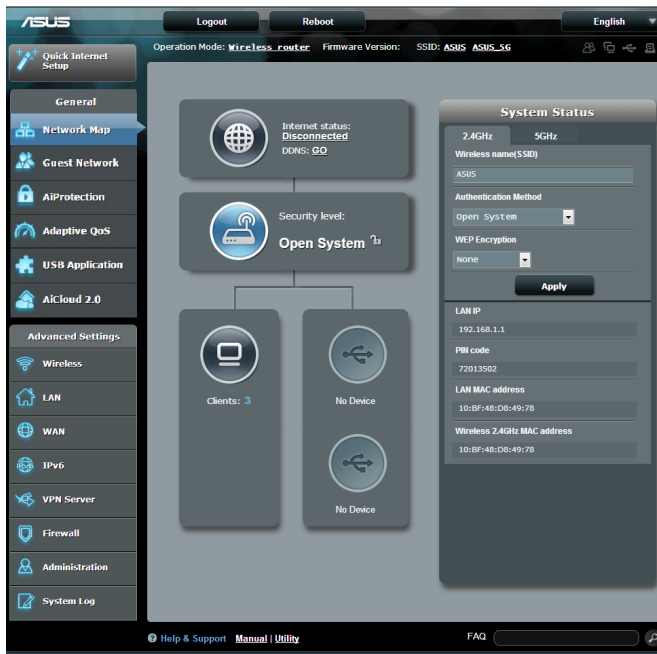 ASUS
Logout
Reboot
English
Quick Internet
Setup
Operation Mode: Wireless router Firmware Version: SSID: ASUS ASUS_5G
General
Network Map
Guest Network
AiProtection
Adaptive QoS
USB Application
AiCloud 2.0
Advanced Settings
Wireless
LAN
WAN
IPv6
IPv6
VPN Server
Firewall
Administration
System Log
Internet status:
Disconnected
DDNS: GO
Security level:
Open System
Clients: 3
No Device
No Device
System Status
2.4GHz
5GHz
Wireless name(SSID)
ASUS
Authentication Method
Open System
WEP Encryption
None
Apply
LAN IP
192.168.1.1
PIN code
72013502
LAN MAC address
10:BF:48:D8:49:78
Wireless 2.4GHz MAC address
10:BF:48:D8:49:78
Help & Support Manual | Utility
FAQ